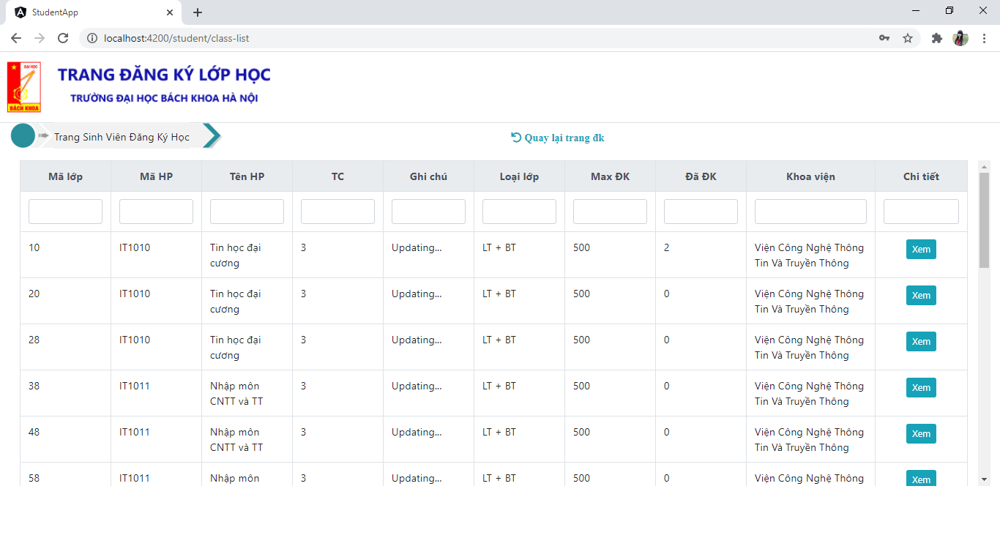 StudentApp
localhost:4200/student/class-list
ĐẠI HỌC
BÁCH KHOA
TRANG ĐĂNG KÝ LỚP HỌC
TRƯỜNG ĐẠI HỌC BÁCH KHOA HÀ NỘI
Trang Sinh Viên Đăng Ký Học
Quay lại trang đk
Mã lớp Mã HP Tên HP TC Ghi chú Loại lớp Max ĐK Đã ĐK Khoa viện Chi tiết
10 IT1010 Tin học đại 3 Updating... LT + BT 500 2 Viện Công Nghệ Thông Xem
cương Tin Và Truyền Thông
20 IT1010 Tin học đại 3 Updating... LT + BT 500 0 Viện Công Nghệ Thông Xem
cương Tin Và Truyền Thông
28 IT1010 Tin học đại 3 Updating... LT + BT 500 0 Viện Công Nghệ Thông Xem
cương Tin Và Truyền Thông
38 IT1011 Nhập môn 3 Updating... LT + BT 500 0 Viện Công Nghệ Thông Xem
CNTT và TT Tin Và Truyền Thông
48 IT1011 Nhập môn 3 Updating... LT + BT 500 0 Viện Công Nghệ Thông Xem
CNTT và TT Tin Và Truyền Thông
58 IT1011 Nhập môn 3 Updating... LT + BT 500 0 Viện Công Nghệ Thông Xem